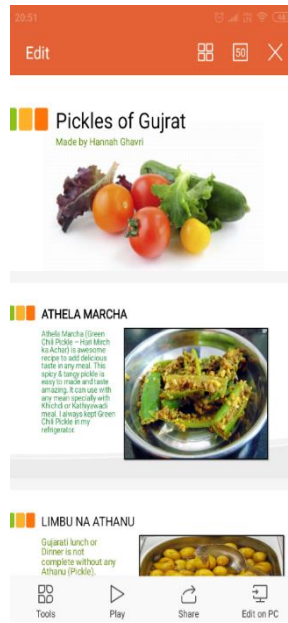 20:51
48
Edit
50
Pickles of Gujrat
Made by Hannah Ghavri
ATHELA MARCHA
Athela Marcha (Green
Chili Pickle – Hari Mirch
ka Achar) is awesome
recipe to add delicious
taste in any meal. This
spicy & tangy pickle is
easy to made and taste
amazing. It can use with
any mean specially with
Khichdi or Kathiyawadi
meal. I always kept Green
Chili Pickle in my
refrigerator.
LIMBU NA ATHANU
Gujarati lunch or
Dinner is not
complete without any
Athanu (Pickle).
Tools
Play
Share
Edit on PC